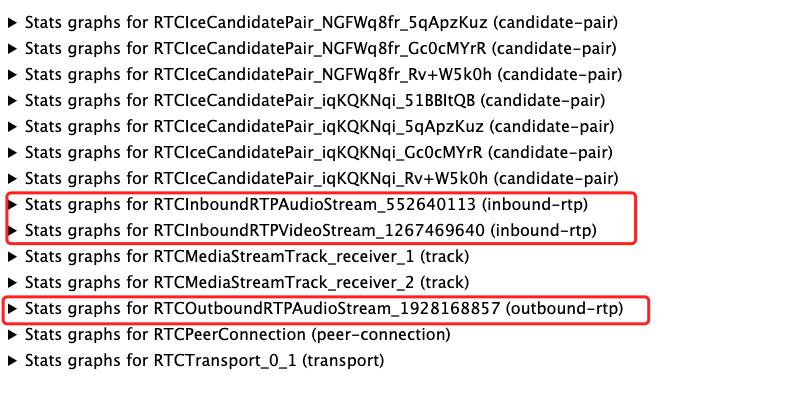 ▶ Stats graphs for RTCIceCandidatePair_NGFWq8fr_5qApzKuz (candidate-pair)
▶ Stats graphs for RTCIceCandidatePair_NGFWq8fr_Gc0cMYrR (candidate-pair)
▶ Stats graphs for RTCIceCandidatePair_NGFWq8fr_Rv+W5k0h (candidate-pair)
▶ Stats graphs for RTCIceCandidatePair_iqKQKNqi_51BBItQB (candidate-pair)
▶ Stats graphs for RTCIceCandidatePair_iqKQKNqi_5qApzKuz (candidate-pair)
▶ Stats graphs for RTCIceCandidatePair_iqKQKNqi_Gc0cMYrR (candidate-pair)
▶ Stats graphs for RTCIceCandidatePair_iqKQKNqi_Rv+W5k0h (candidate-pair)
▶ Stats graphs for RTCInboundRTPAudioStream_552640113 (inbound-rtp)
▶ Stats graphs for RTCInboundRTPVideoStream_1267469640 (inbound-rtp)
▶ Stats graphs for RTCMediaStreamTrack_receiver_1 (track)
▶ Stats graphs for RTCMediaStreamTrack_receiver_2 (track)
▶ Stats graphs for RTCOutboundRTPAudioStream_1928168857 (outbound-rtp)
▶ Stats graphs for RTCPeerConnection (peer-connection)
▶ Stats graphs for RTCTransport_0_1 (transport)